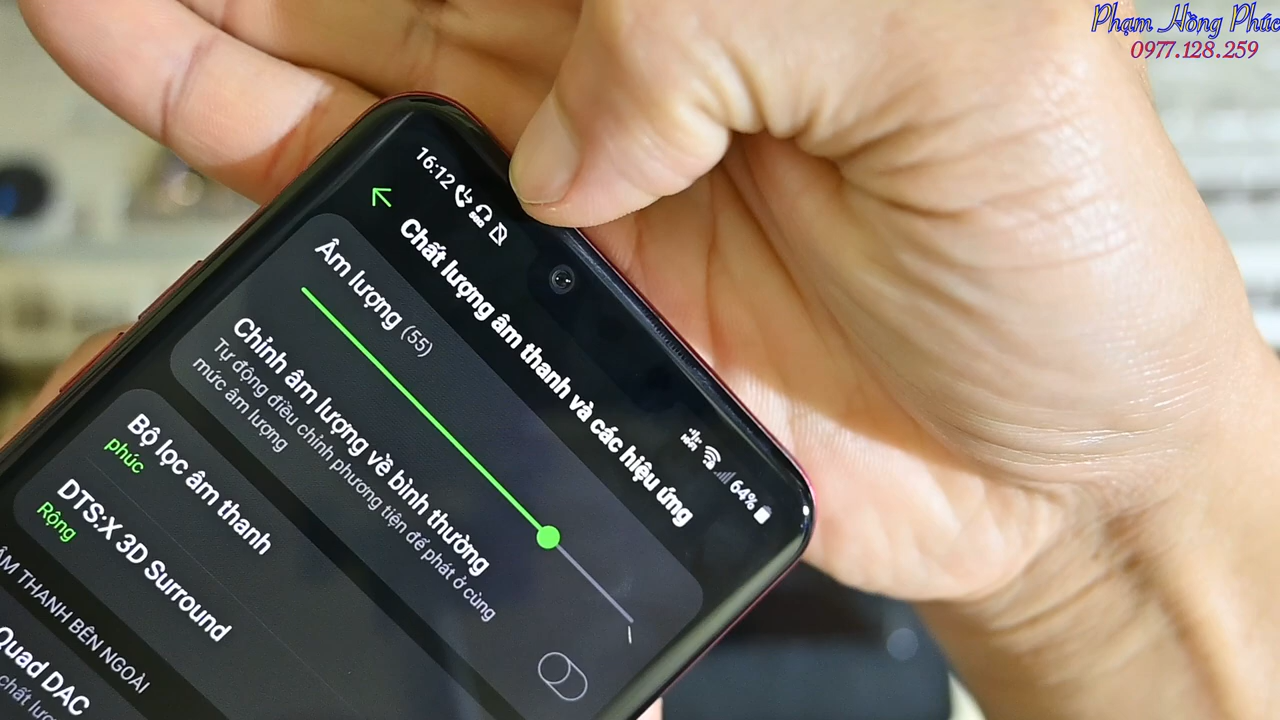 Phạm Hồng Phúc
0977.128.259
16:12
64%
Chất lượng âm thanh và các hiệu ứng
Âm lượng (55)
Chỉnh âm lượng về bình thường
Tự động điều chỉnh phương tiện để phát ở cùng
mức âm lượng
Bộ lọc âm thanh
phúc
DTS:X 3D Surround
Rộng
ÂM THANH BÊN NGOÀI
Quad DAC
chất